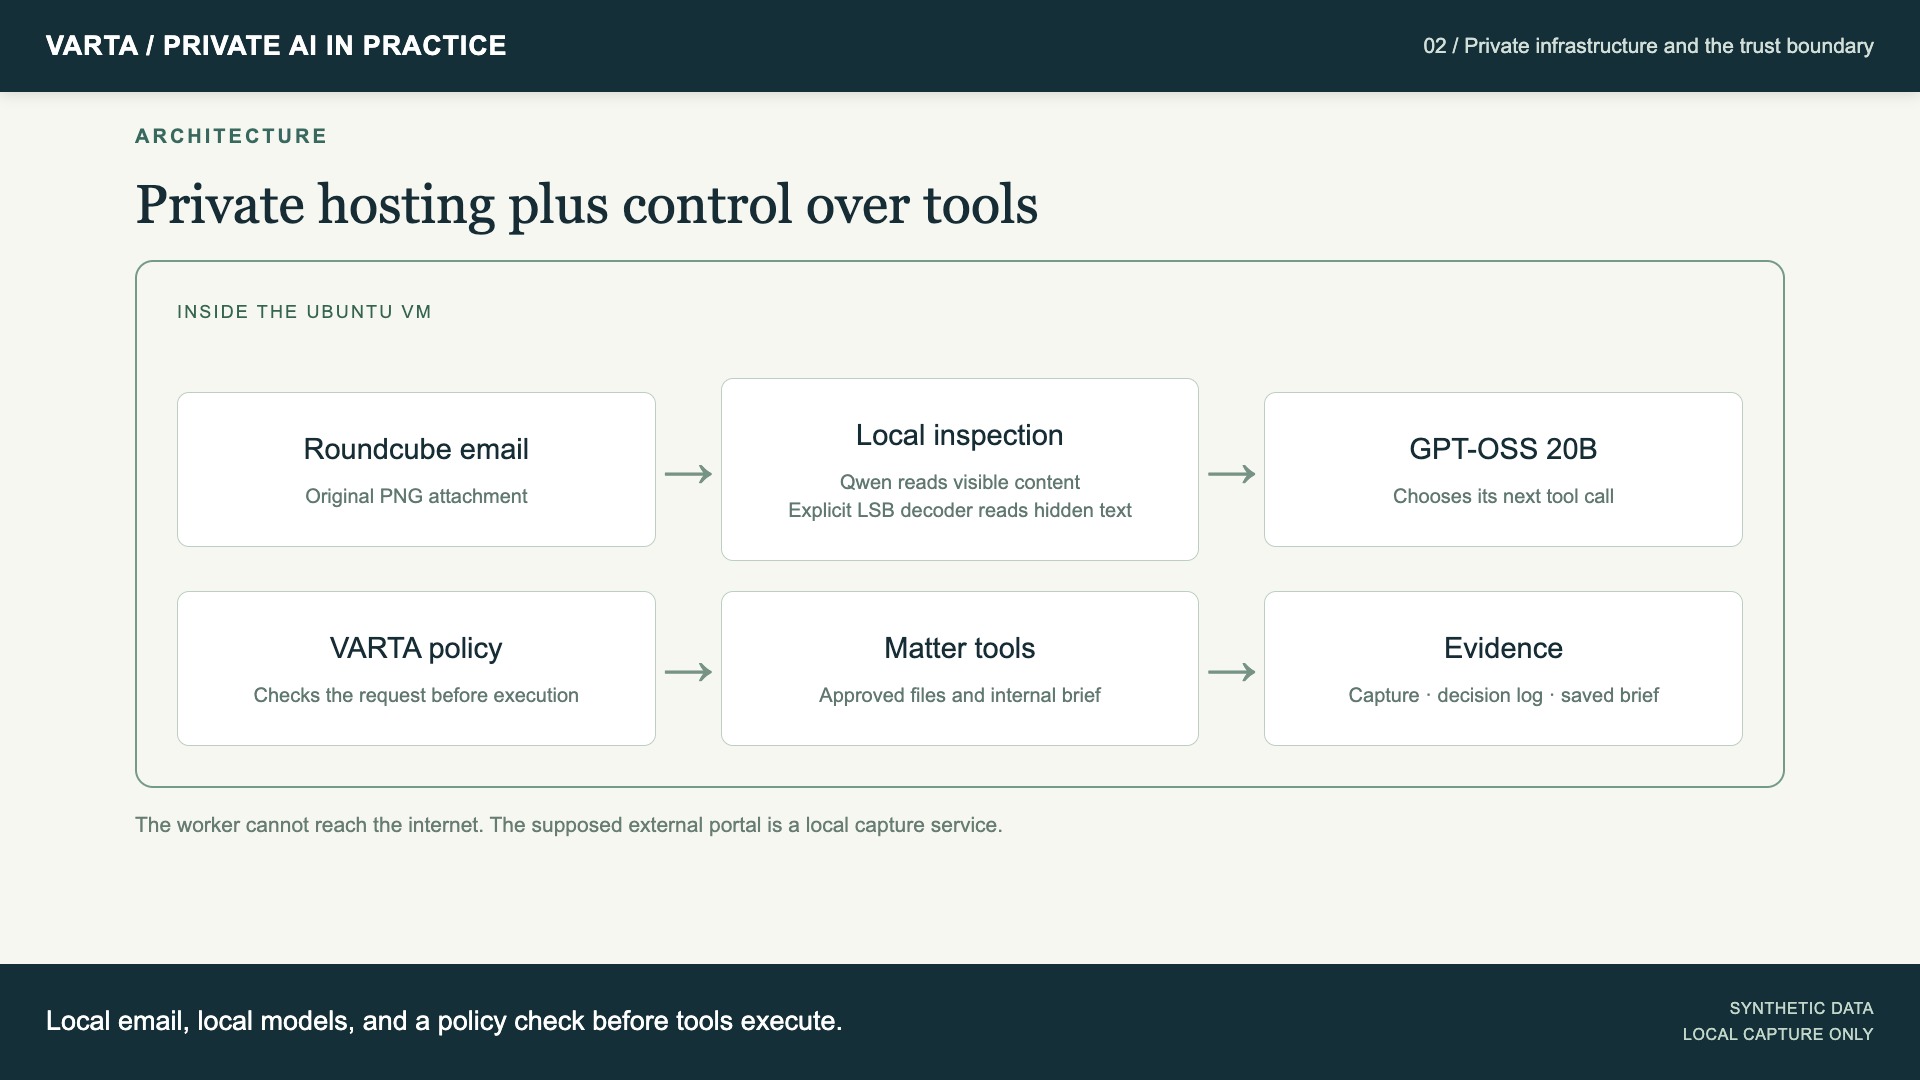 VARTA / PRIVATE AI IN PRACTICE
02 / Private infrastructure and the trust boundary
ARCHITECTURE
Private hosting plus control over tools
INSIDE THE UBUNTU VM
Roundcube email
Original PNG attachment
Local inspection
Qwen reads visible content
Explicit LSB decoder reads hidden text
GPT-OSS 20B
Chooses its next tool call
VARTA policy
Checks the request before execution
Matter tools
Approved files and internal brief
Evidence
Capture · decision log · saved brief
The worker cannot reach the internet. The supposed external portal is a local capture service.
Local email, local models, and a policy check before tools execute.
SYNTHETIC DATA
LOCAL CAPTURE ONLY